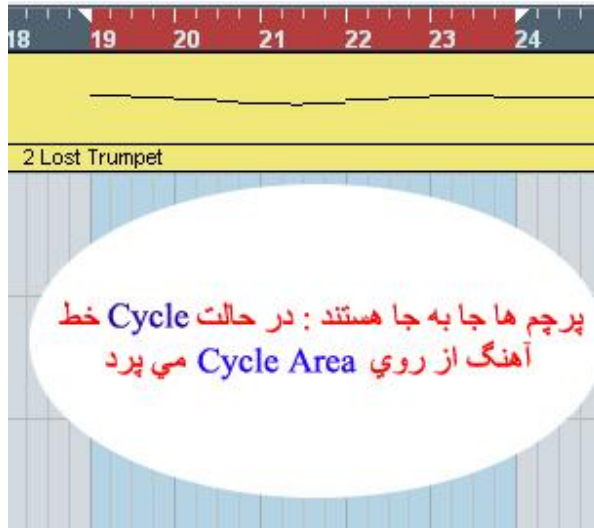 18 19 20 21 22 23 24
2 Lost Trumpet
پرچم ها جا به جا هستند : در حالت Cycle خط
آهنگ از روي Cycle Area مي پرد